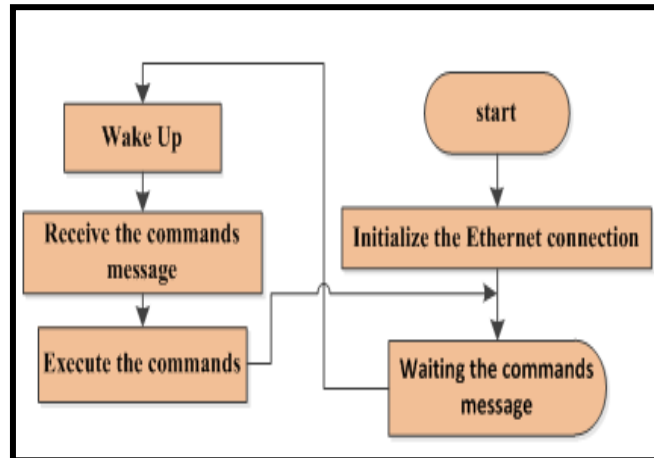 start
Initialize the Ethernet connection
Waiting the commands
message
Wake Up
Receive the commands
message
Execute the commands